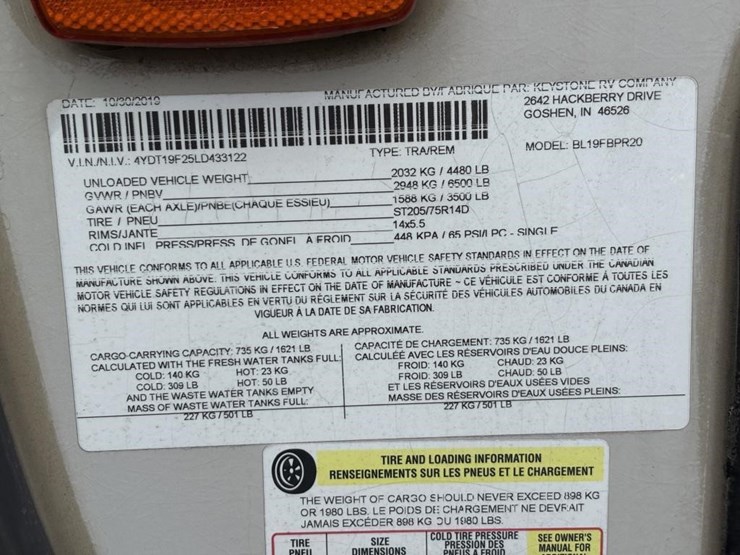 DATE: 10/30/2019
MANUFACTURED BY/FABRIQUE PAR: KEYSTONE RV COMPANY
2642 HACKBERRY DRIVE
GOSHEN, IN 46526
V.I.N./N.I.V.: 4YDT19F25LD433122
TYPE: TRA/REM
MODEL: BL19FBPR20
UNLOADED VEHICLE WEIGHT 2032 KG / 4480 LB
GVWR / PNBV 2948 KG / 6500 LB
GAWR (EACH AXLE)/PNBE(CHAQUE ESSIEU) 1588 KG / 3500 LB
TIRE / PNEU ST205/75R14D
RIMS/JANTE 14x5.5
COLD INFL PRESS/PRESS DE GONFL A FROID 448 KPA / 65 PSI/LPC - SINGLE
THIS VEHICLE CONFORMS TO ALL APPLICABLE U.S. FEDERAL MOTOR VEHICLE SAFETY STANDARDS IN EFFECT ON THE DATE OF
MANUFACTURE SHOWN ABOVE. THIS VEHICLE CONFORMS TO ALL APPLICABLE STANDARDS PRESCRIBED UNDER THE CANADIAN
MOTOR VEHICLE SAFETY REGULATIONS IN EFFECT ON THE DATE OF MANUFACTURE ~ CE VÉHICULE EST CONFORME À TOUTES LES
NORMES QUI LUI SONT APPLICABLES EN VERTU DU RÈGLEMENT SUR LA SÉCURITÉ DES VÉHICULES AUTOMOBILES DU CANADA EN
VIGUEUR À LA DATE DE SA FABRICATION.
ALL WEIGHTS ARE APPROXIMATE.
CARGO-CARRYING CAPACITY: 735 KG / 1621 LB
CALCULATED WITH THE FRESH WATER TANKS FULL:
COLD: 140 KG HOT: 23 KG
COLD: 309 LB HOT: 50 LB
AND THE WASTE WATER TANKS EMPTY
MASS OF WASTE WATER TANKS FULL:
227 KG / 501 LB
CAPACITÉ DE CHARGEMENT: 735 KG / 1621 LB
CALCULÉE AVEC LES RÉSERVOIRS D'EAU DOUCE PLEINS:
FROID: 140 KG CHAUD: 23 KG
FROID: 309 LB CHAUD: 50 LB
ET LES RÉSERVOIRS D'EAUX USÉES VIDES
MASSE DES RÉSERVOIRS D'EAUX USÉES PLEINS:
227 KG / 501 LB
TIRE AND LOADING INFORMATION
RENSEIGNEMENTS SUR LES PNEUS ET LE CHARGEMENT
THE WEIGHT OF CARGO SHOULD NEVER EXCEED 898 KG
OR 1980 LBS. LE POIDS DE CHARGEMENT NE DEVRAIT
JAMAIS EXCÉDER 898 KG OU 1980 LBS.
TIRE SIZE COLD TIRE PRESSURE SEE OWNER'S
PNEU DIMENSIONS PRESSION DES MANUAL FOR
PNEUS A FROID